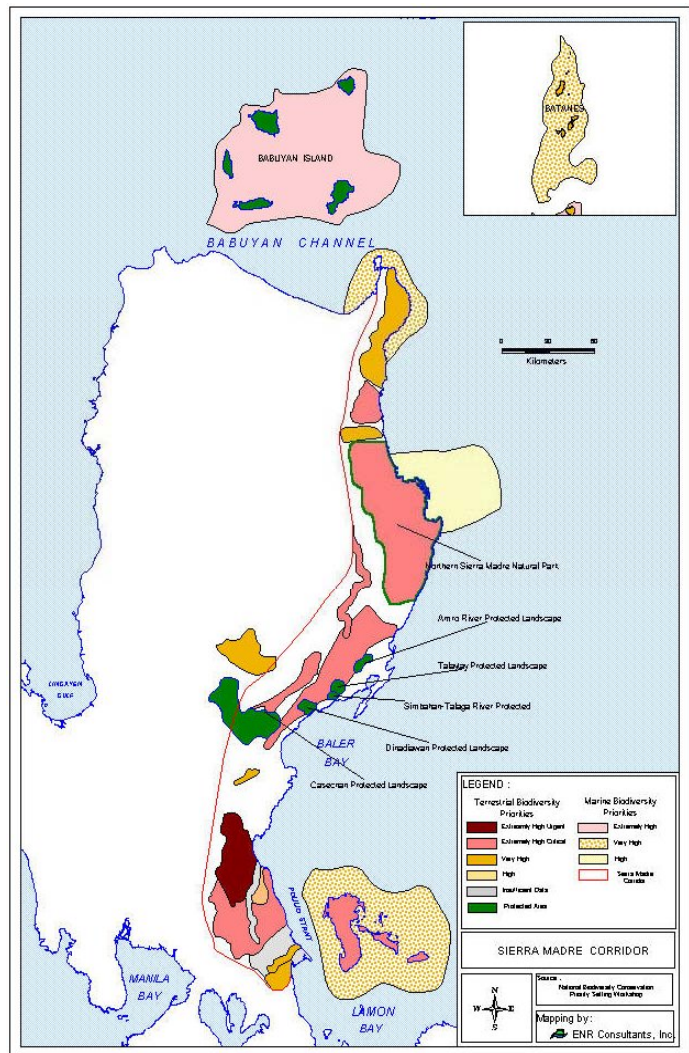 BATANES
BABUYAN ISLAND
BABUYAN CHANNEL
0 30 60
Kilometers
Northern Sierra Madre Natural Park
Amro River Protected Landscape
Talaytay Protected Landscape
Simbahan-Talaga River Protected
Dinadiawan Protected Landscape
Casecnan Protected Landscape
LINGAYEN
GULF
BALER
BAY
LEGEND :
Terrestrial Biodiversity
Priorities
Extremely High Urgent
Extremely High Critical
Very High
High
Insufficient Data
Protected Area
Marine Biodiversity
Priorities
Extremely High
Very High
High
Sierra Madre
Corridor
MANILA
BAY
LAMON
BAY
SIERRA MADRE CORRIDOR
N
W E
S
Source :
National Biodiversity Conservation
Priority Setting Workshop
Mapping by:
ENR Consultants, Inc.